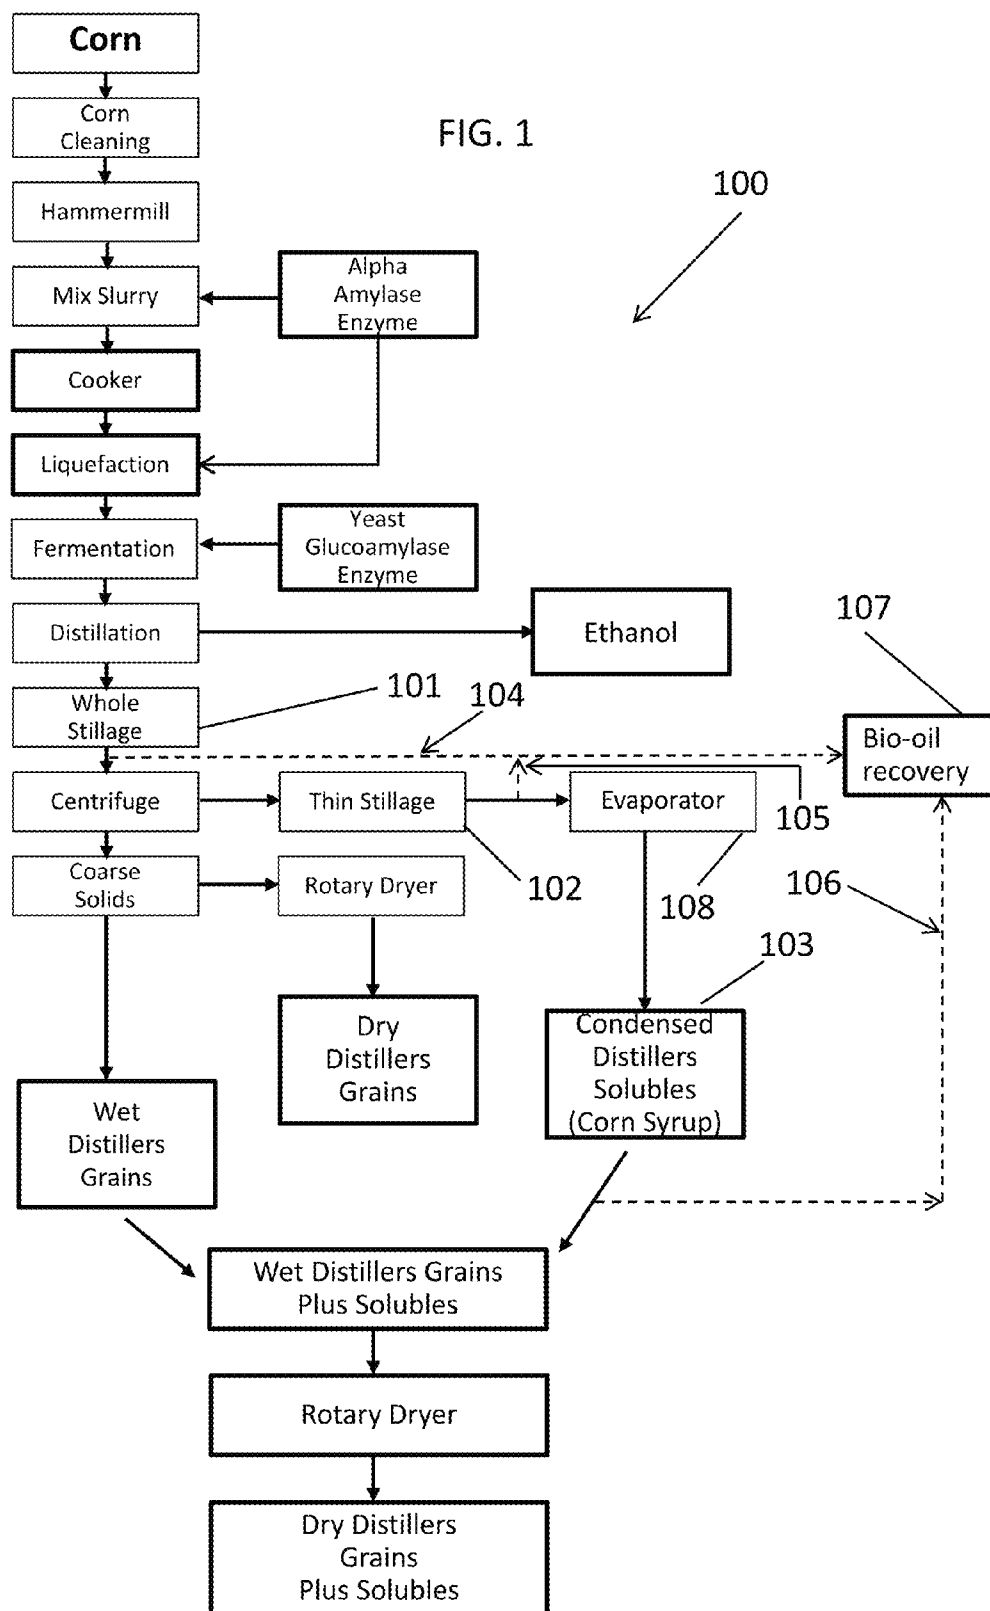 Corn
Corn
Cleaning
FIG. 1
100
Hammermill
Mix Slurry
Alpha
Amylase
Enzyme
Cooker
Liquefaction
Fermentation
Yeast
Glucoamylase
Enzyme
Distillation
Ethanol
107
101
104
Whole
Stillage
Bio-oil
recovery
Centrifuge
Thin Stillage
Evaporator
105
Coarse
Solids
Rotary Dryer
102
108
106
103
Dry
Distillers
Grains
Condensed
Distillers
Solubles
(Corn Syrup)
Wet
Distillers
Grains
Wet Distillers Grains
Plus Solubles
Rotary Dryer
Dry Distillers
Grains
Plus Solubles